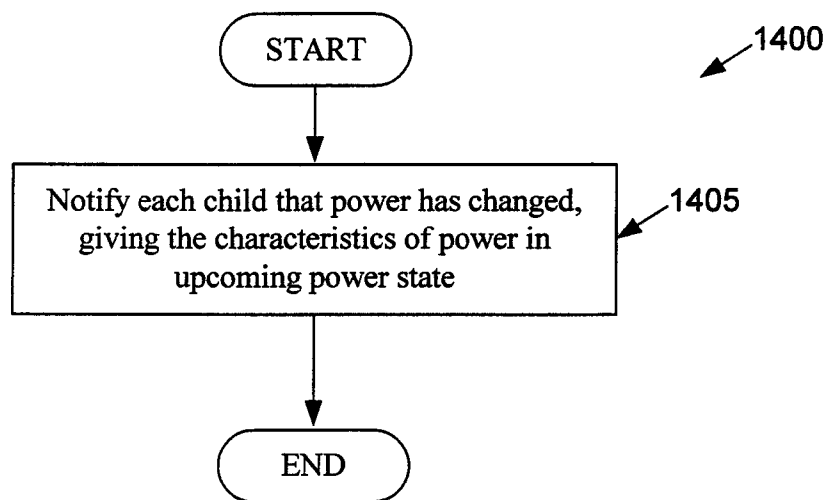 START
1400
Notify each child that power has changed,
giving the characteristics of power in
upcoming power state
1405
END